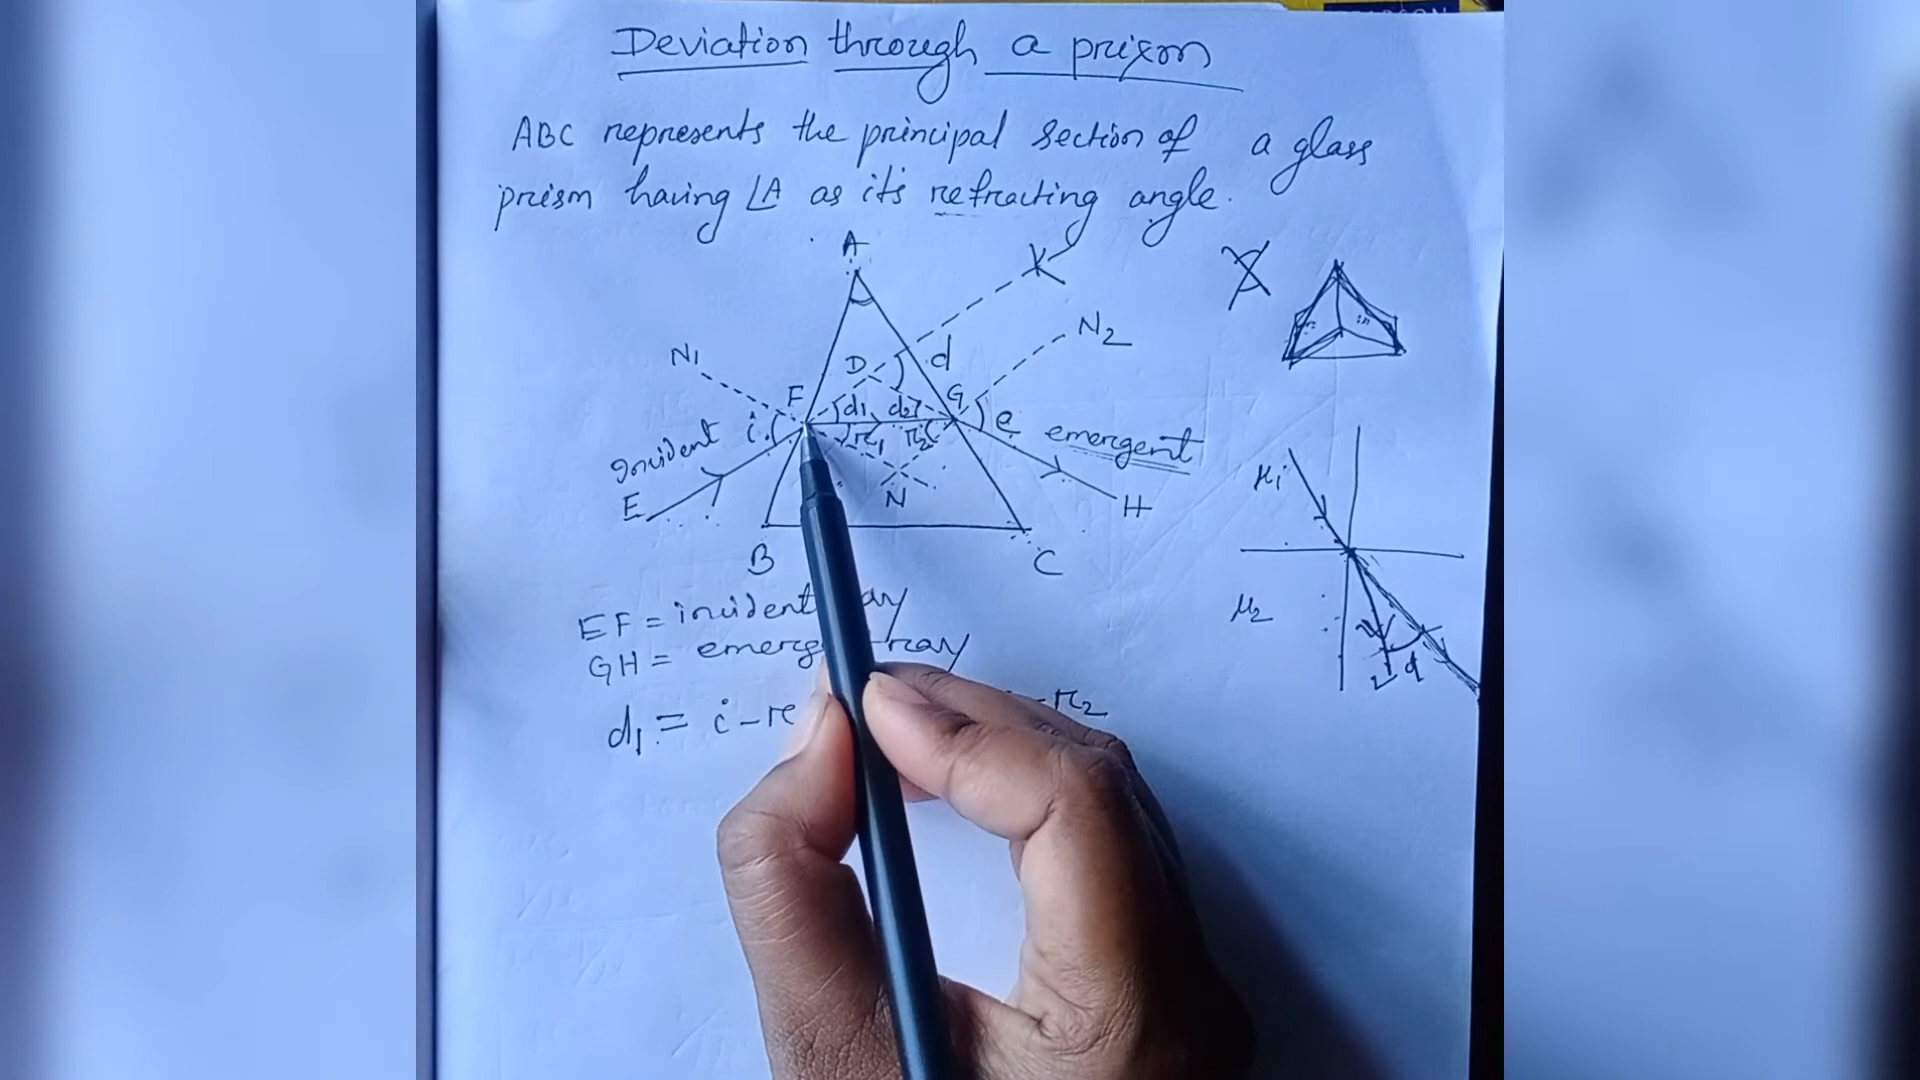 Deviation through a prism
ABC represents the principal section of a glass
prism having ∠A as its refracting angle.
A
K
N1
N2
D
d
F
G
d1
d2
i
r1
r2
e
Incident
emergent
E
N
H
B
C
μ1
μ2
r
d
EF = incident ray
GH = emergent ray
d1 = i-r
-r2